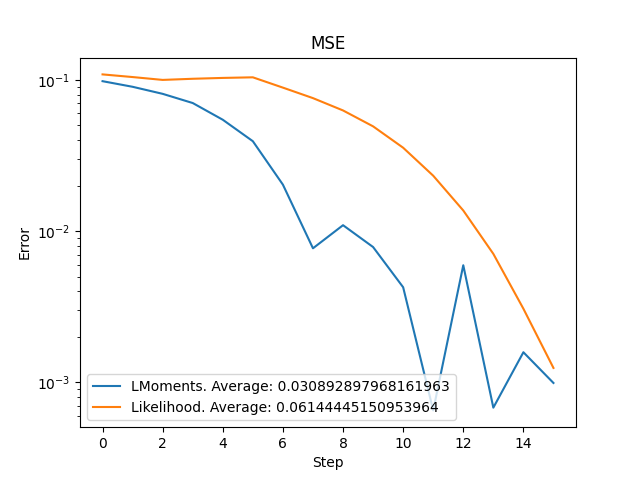 MSE
10⁻¹
10⁻²
10⁻³
Error
LMoments. Average: 0.030892897968161963
Likelihood. Average: 0.06144445150953964
0 2 4 6 8 10 12 14
Step